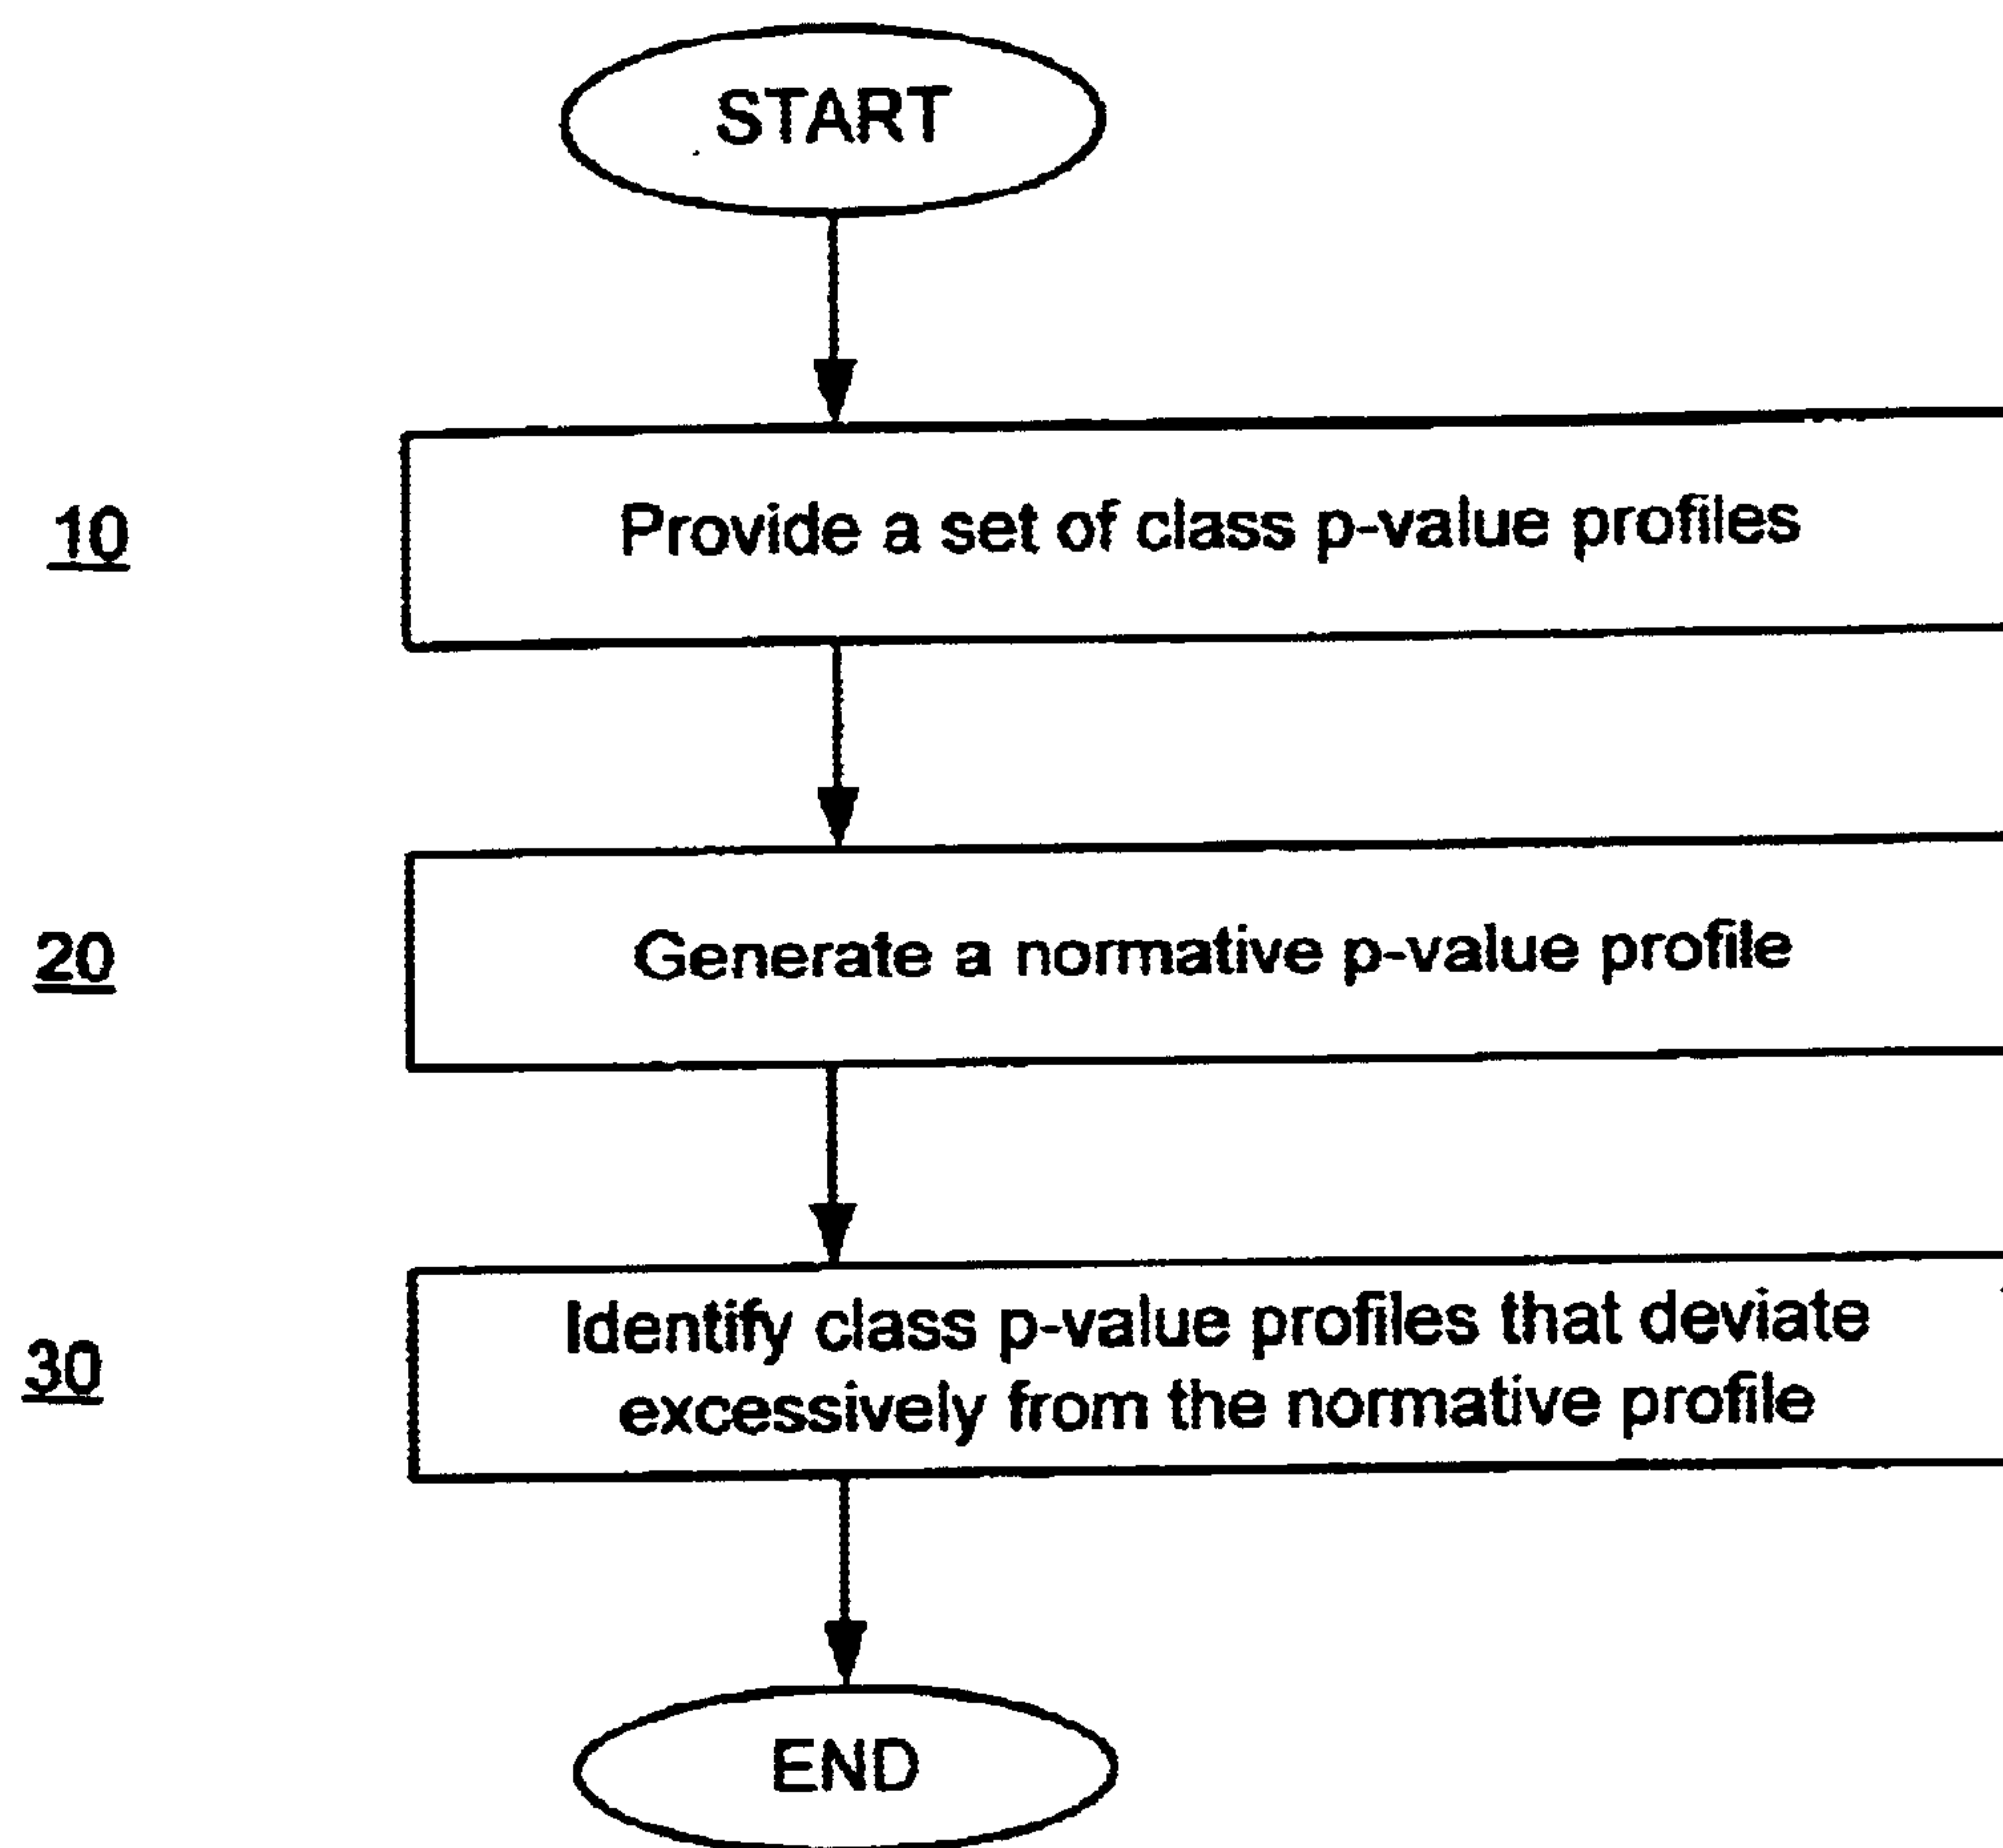 START
10
Provide a set of class p-value profiles
20
Generate a normative p-value profile
30
Identify class p-value profiles that deviate
excessively from the normative profile
END